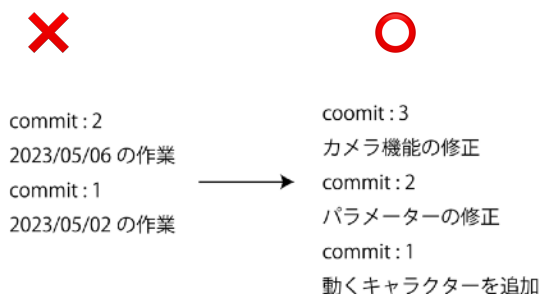 commit : 2
2023/05/06 の作業
commit : 1
2023/05/02 の作業
coomit : 3
カメラ機能の修正
commit : 2
パラメーターの修正
commit : 1
動くキャラクターを追加